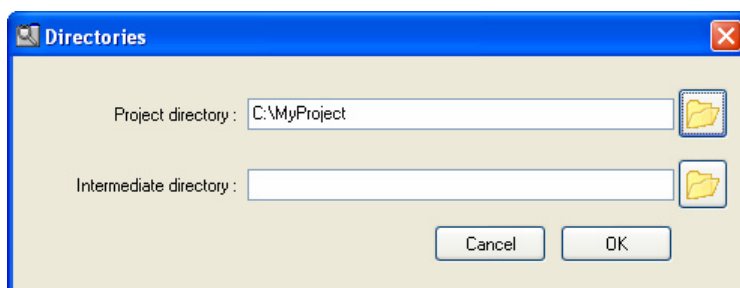 Directories
Project directory : C:\MyProject
Intermediate directory :
Cancel OK